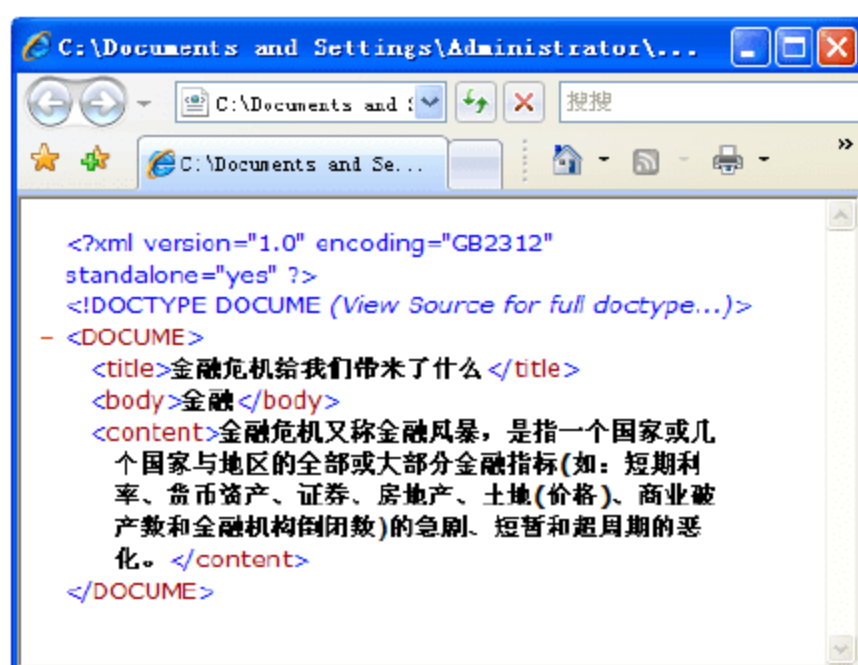 C:\Documents and Settings\Administrator\...
C:\Documents and S
搜搜
C:\Documents and Se...
»
<?xml version="1.0" encoding="GB2312"
standalone="yes" ?>
<!DOCTYPE DOCUME (View Source for full doctype...)>
- <DOCUME>
<title>金融危机给我们带来了什么</title>
<body>金融</body>
<content>金融危机又称金融风暴，是指一个国家或几
个国家与地区的全部或大部分金融指标(如：短期利
率、货币资产、证券、房地产、土地(价格)、商业破
产数和金融机构倒闭数)的急剧、短暂和超周期的恶
化。</content>
</DOCUME>